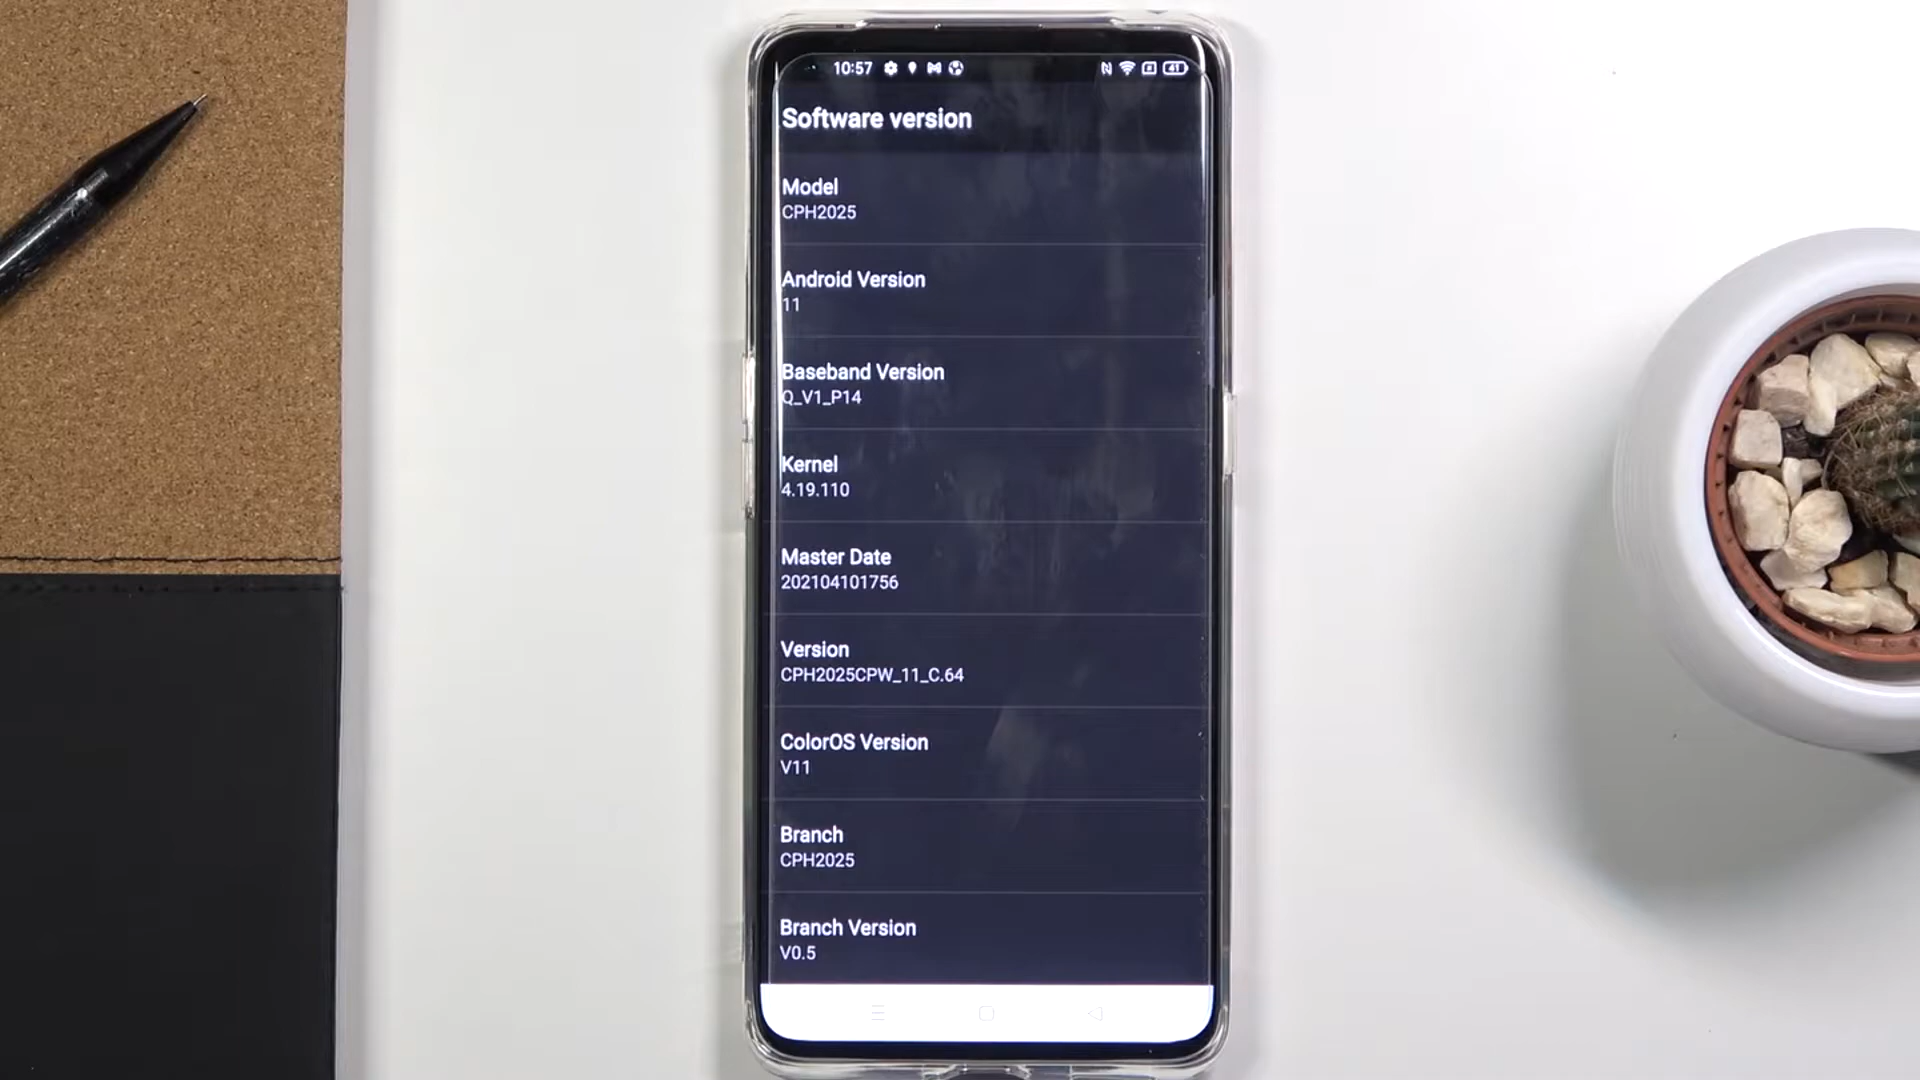 10:57
41
Software version
Model
CPH2025
Android Version
11
Baseband Version
Q_V1_P14
Kernel
4.19.110
Master Date
202104101756
Version
CPH2025CPW_11_C.64
ColorOS Version
V11
Branch
CPH2025
Branch Version
V0.5